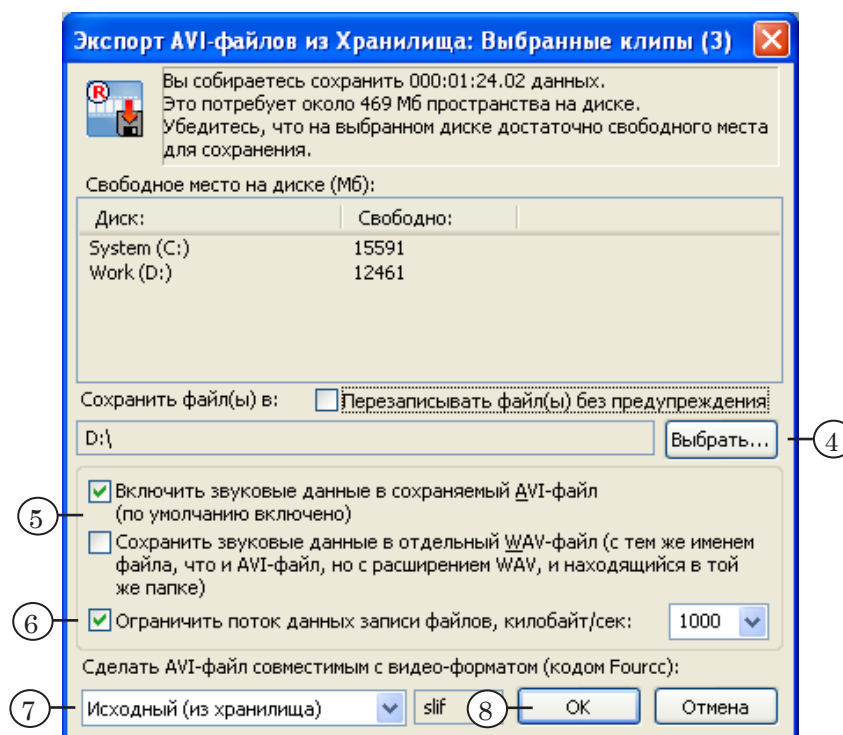 Экспорт AVI-файлов из Хранилища: Выбранные клипы (3)
R
Вы собираетесь сохранить 000:01:24.02 данных.
Это потребует около 469 Мб пространства на диске.
Убедитесь, что на выбранном диске достаточно свободного места
для сохранения.
Свободное место на диске (Мб):
Диск: Свободно:
System (C:) 15591
Work (D:) 12461
Сохранить файл(ы) в: Перезаписывать файл(ы) без предупреждения
D:\ Выбрать... 4
Включить звуковые данные в сохраняемый AVI-файл
5 (по умолчанию включено)
Сохранить звуковые данные в отдельный WAV-файл (с тем же именем
файла, что и AVI-файл, но с расширением WAV, и находящийся в той
же папке)
6 Ограничить поток данных записи файлов, килобайт/сек: 1000
Сделать AVI-файл совместимым с видео-форматом (кодом Fourcc):
7 Исходный (из хранилища) slif 8 OK Отмена